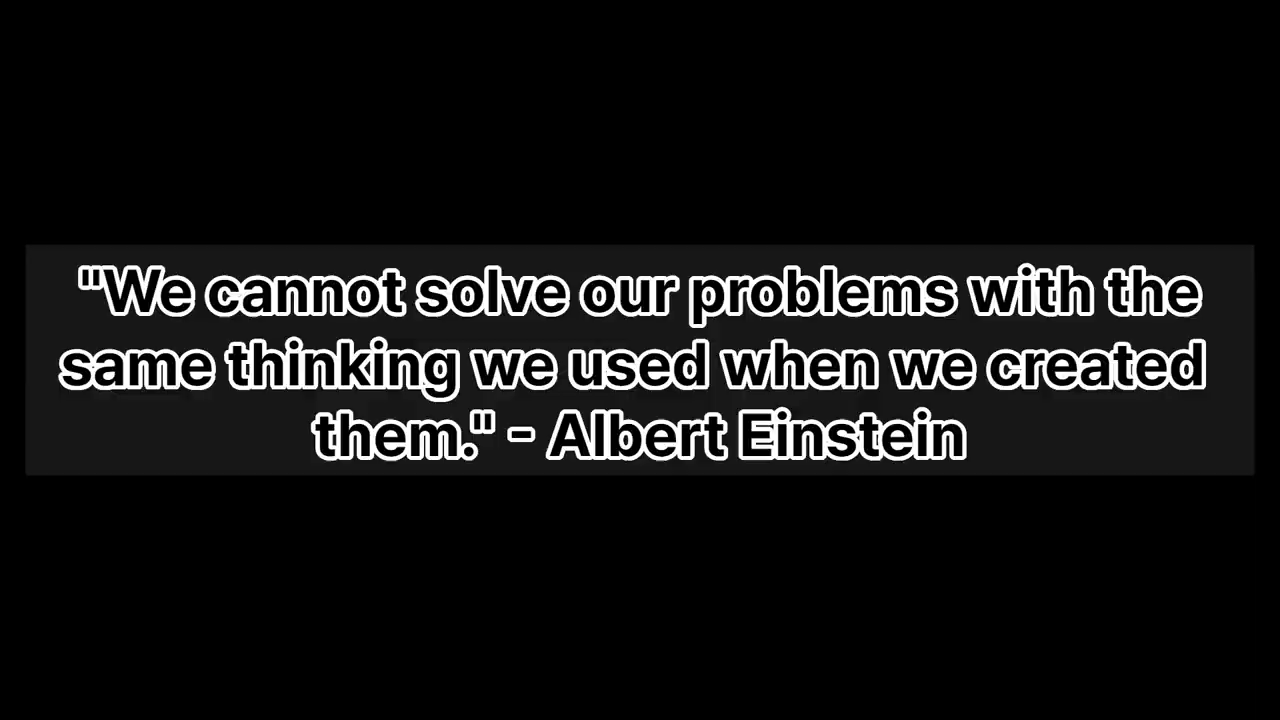 "We cannot solve our problems with the
same thinking we used when we created
them." - Albert Einstein